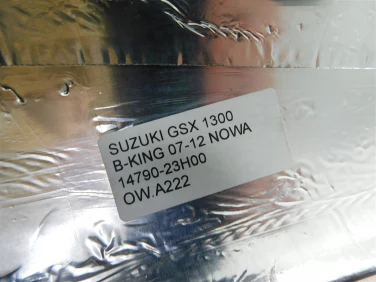 SUZUKI GSX 1300
B-KING 07-12 NOWA
14790-23H00
OW.A222